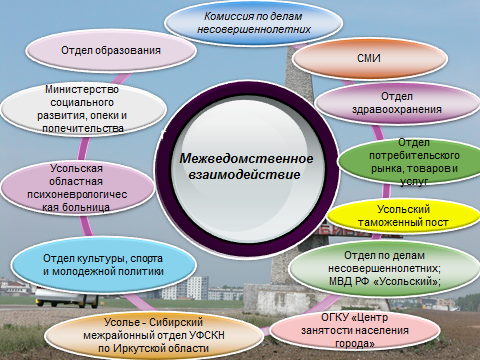 Комиссия по делам
несовершеннолетних
Отдел образования
СМИ
Министерство
социального
развития, опеки и
попечительства
Отдел
здравоохранения
Межведомственное
взаимодействие
Отдел
потребительского
рынка, товаров и
услуг
Усольская
областная
психоневрологичес
кая больница
Усольский
таможенный пост
Отдел культуры, спорта
и молодежной политики
Отдел по делам
несовершеннолетних;
МВД РФ «Усольский»;
Усолье - Сибирский
межрайонный отдел УФСКН
по Иркутской области
ОГКУ «Центр
занятости населения
города»